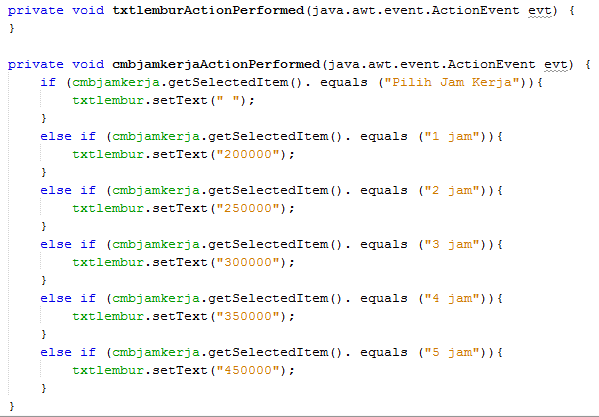 private void txtlemburActionPerformed(java.awt.event.ActionEvent evt) {
}
private void cmbjamkerjaActionPerformed(java.awt.event.ActionEvent evt) {
if (cmbjamkerja.getSelectedItem(). equals ("Pilih Jam Kerja")){
txtlembur.setText(" ");
}
else if (cmbjamkerja.getSelectedItem(). equals ("1 jam")){
txtlembur.setText("200000");
}
else if (cmbjamkerja.getSelectedItem(). equals ("2 jam")){
txtlembur.setText("250000");
}
else if (cmbjamkerja.getSelectedItem(). equals ("3 jam")){
txtlembur.setText("300000");
}
else if (cmbjamkerja.getSelectedItem(). equals ("4 jam")){
txtlembur.setText("350000");
}
else if (cmbjamkerja.getSelectedItem(). equals ("5 jam")){
txtlembur.setText("450000");
}
}